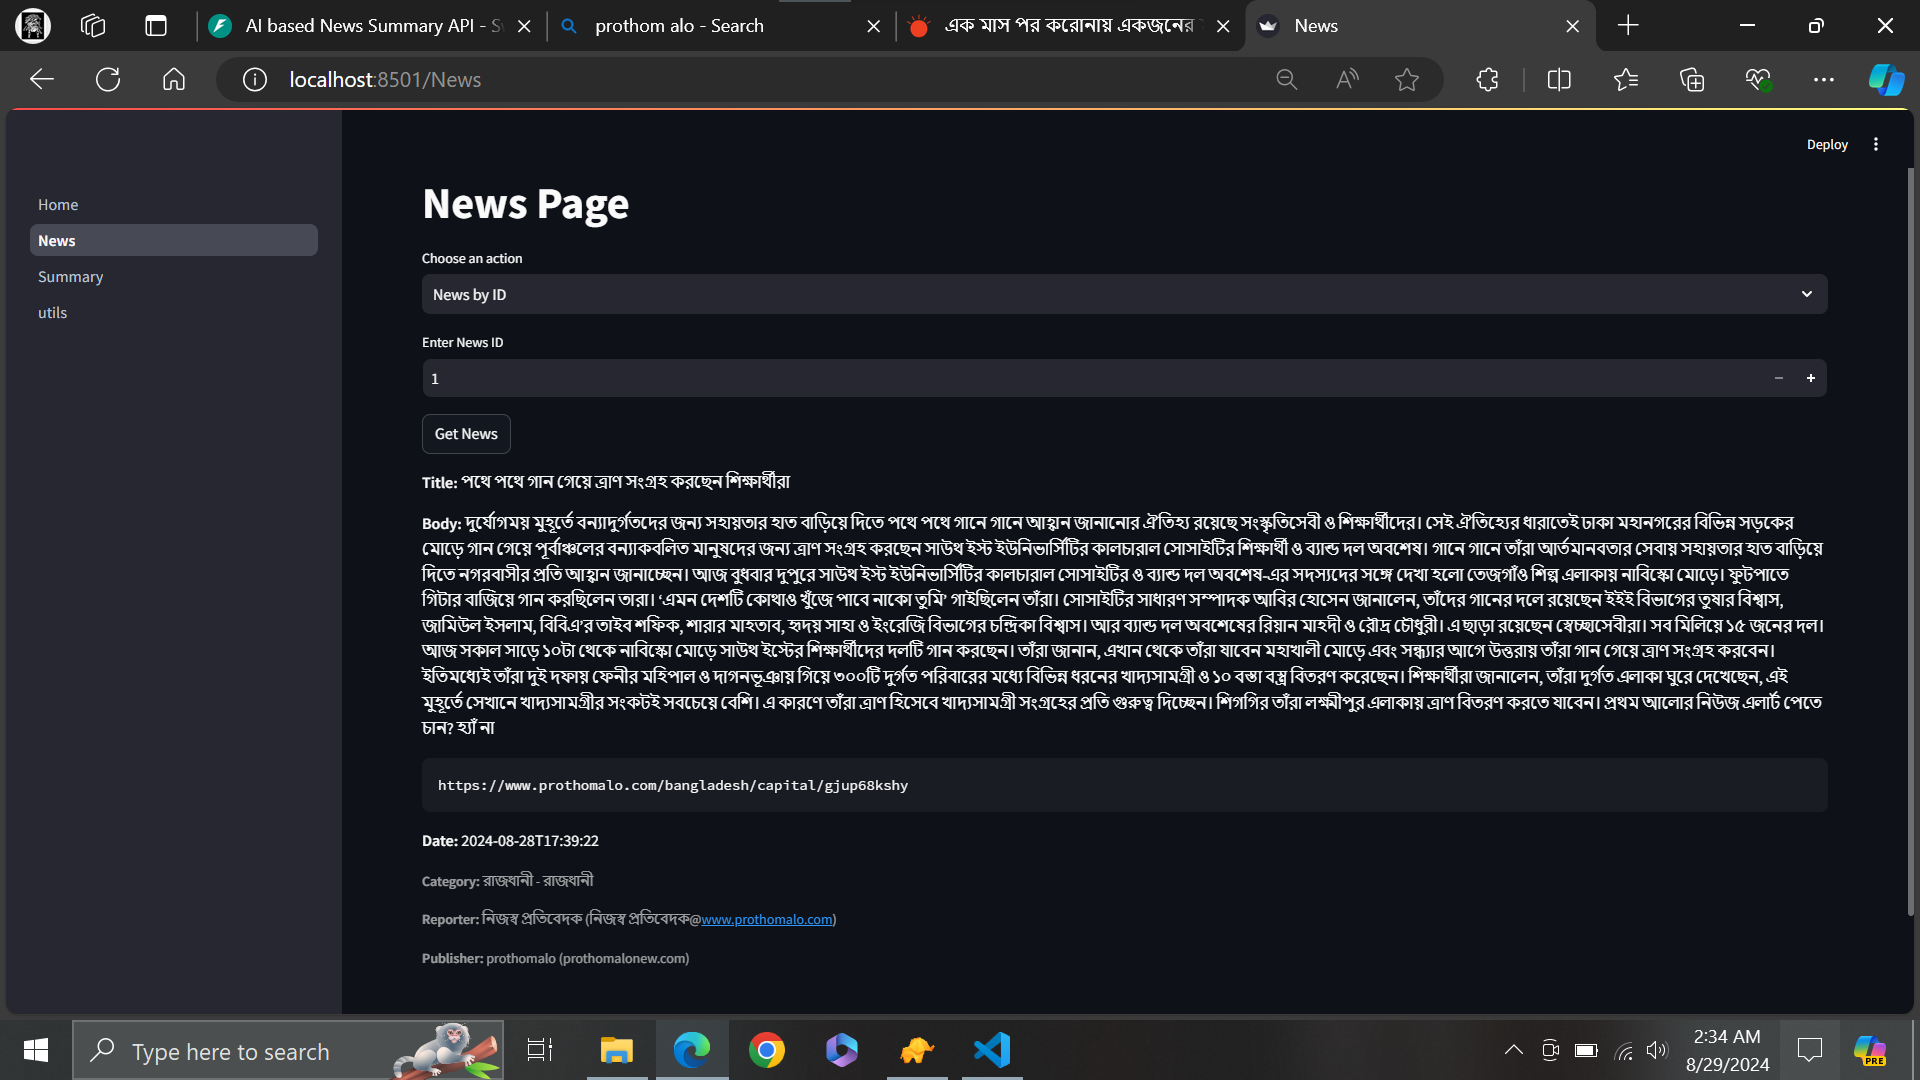 AI based News Summary API - S
prothom alo - Search
এক মাস পর করোনায় একজনের
News
localhost:8501/News
Deploy
Home
News
Summary
utils
News Page
Choose an action
News by ID
Enter News ID
1
Get News
Title: পথে পথে গান গেয়ে ত্রাণ সংগ্রহ করছেন শিক্ষার্থীরা
Body: দুর্যোগময় মুহূর্তে বন্যাদুর্গতদের জন্য সহায়তার হাত বাড়িয়ে দিতে পথে পথে গানে গানে আহ্বান জানানোর ঐতিহ্য রয়েছে সংস্কৃতিসেবী ও শিক্ষার্থীদের। সেই ঐতিহ্যের ধারাতেই ঢাকা মহানগরের বিভিন্ন সড়কের
মোড়ে গান গেয়ে পূর্বাঞ্চলের বন্যাকবলিত মানুষদের জন্য ত্রাণ সংগ্রহ করছেন সাউথ ইস্ট ইউনিভার্সিটির কালচারাল সোসাইটির শিক্ষার্থী ও ব্যান্ড দল অবশেষ। গানে গানে তাঁরা আর্তমানবতার সেবায় সহায়তার হাত বাড়িয়ে
দিতে নগরবাসীর প্রতি আহ্বান জানাচ্ছেন। আজ বুধবার দুপুরে সাউথ ইস্ট ইউনিভার্সিটির কালচারাল সোসাইটির ও ব্যান্ড দল অবশেষ-এর সদস্যদের সঙ্গে দেখা হলো তেজগাঁও শিল্প এলাকায় নাবিস্কো মোড়ে। ফুটপাতে
গিটার বাজিয়ে গান করছিলেন তারা। ‘এমন দেশটি কোথাও খুঁজে পাবে নাকো তুমি’ গাইছিলেন তাঁরা। সোসাইটির সাধারণ সম্পাদক আবির হোসেন জানালেন, তাঁদের গানের দলে রয়েছেন ইইই বিভাগের তুষার বিশ্বাস,
জামিউল ইসলাম, বিবিএ’র তাইব শফিক, শারার মাহতাব, হৃদয় সাহা ও ইংরেজি বিভাগের চন্দ্রিকা বিশ্বাস। আর ব্যান্ড দল অবশেষের রিয়ান মাহদী ও রৌদ্র চৌধুরী। এ ছাড়া রয়েছেন স্বেচ্ছাসেবীরা। সব মিলিয়ে ১৫ জনের দল।
আজ সকাল সাড়ে ১০টা থেকে নাবিস্কো মোড়ে সাউথ ইস্টের শিক্ষার্থীদের দলটি গান করছেন। তাঁরা জানান, এখান থেকে তাঁরা যাবেন মহাখালী মোড়ে এবং সন্ধ্যার আগে উত্তরায় তাঁরা গান গেয়ে ত্রাণ সংগ্রহ করবেন।
ইতিমধ্যেই তাঁরা দুই দফায় ফেনীর মহিপাল ও দাগনভূঞায় গিয়ে ৩০০টি দুর্গত পরিবারের মধ্যে বিভিন্ন ধরনের খাদ্যসামগ্রী ও ১০ বস্তা বস্ত্র বিতরণ করেছেন। শিক্ষার্থীরা জানালেন, তাঁরা দুর্গত এলাকা ঘুরে দেখেছেন, এই
মুহূর্তে সেখানে খাদ্যসামগ্রীর সংকটই সবচেয়ে বেশি। এ কারণে তাঁরা ত্রাণ হিসেবে খাদ্যসামগ্রী সংগ্রহের প্রতি গুরুত্ব দিচ্ছেন। শিগগির তাঁরা লক্ষ্মীপুর এলাকায় ত্রাণ বিতরণ করতে যাবেন। প্রথম আলোর নিউজ এলার্ট পেতে
চান? হ্যাঁ না
https://www.prothomalo.com/bangladesh/capital/gjup68kshy
Date: 2024-08-28T17:39:22
Category: রাজধানী - রাজধানী
Reporter: নিজস্ব প্রতিবেদক (নিজস্ব প্রতিবেদক@www.prothomalo.com)
Publisher: prothomalo (prothomalonew.com)
Type here to search
2:34 AM
8/29/2024
PRE